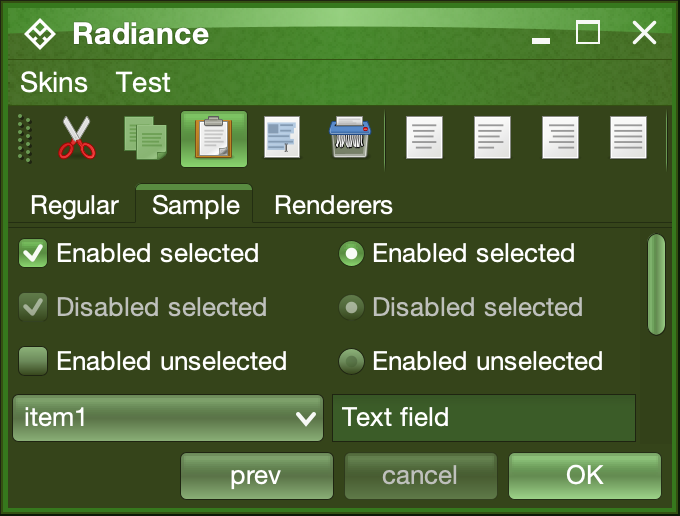 Radiance
Skins Test
Regular Sample Renderers
Enabled selected Enabled selected
Disabled selected Disabled selected
Enabled unselected Enabled unselected
item1 Text field
prev cancel OK